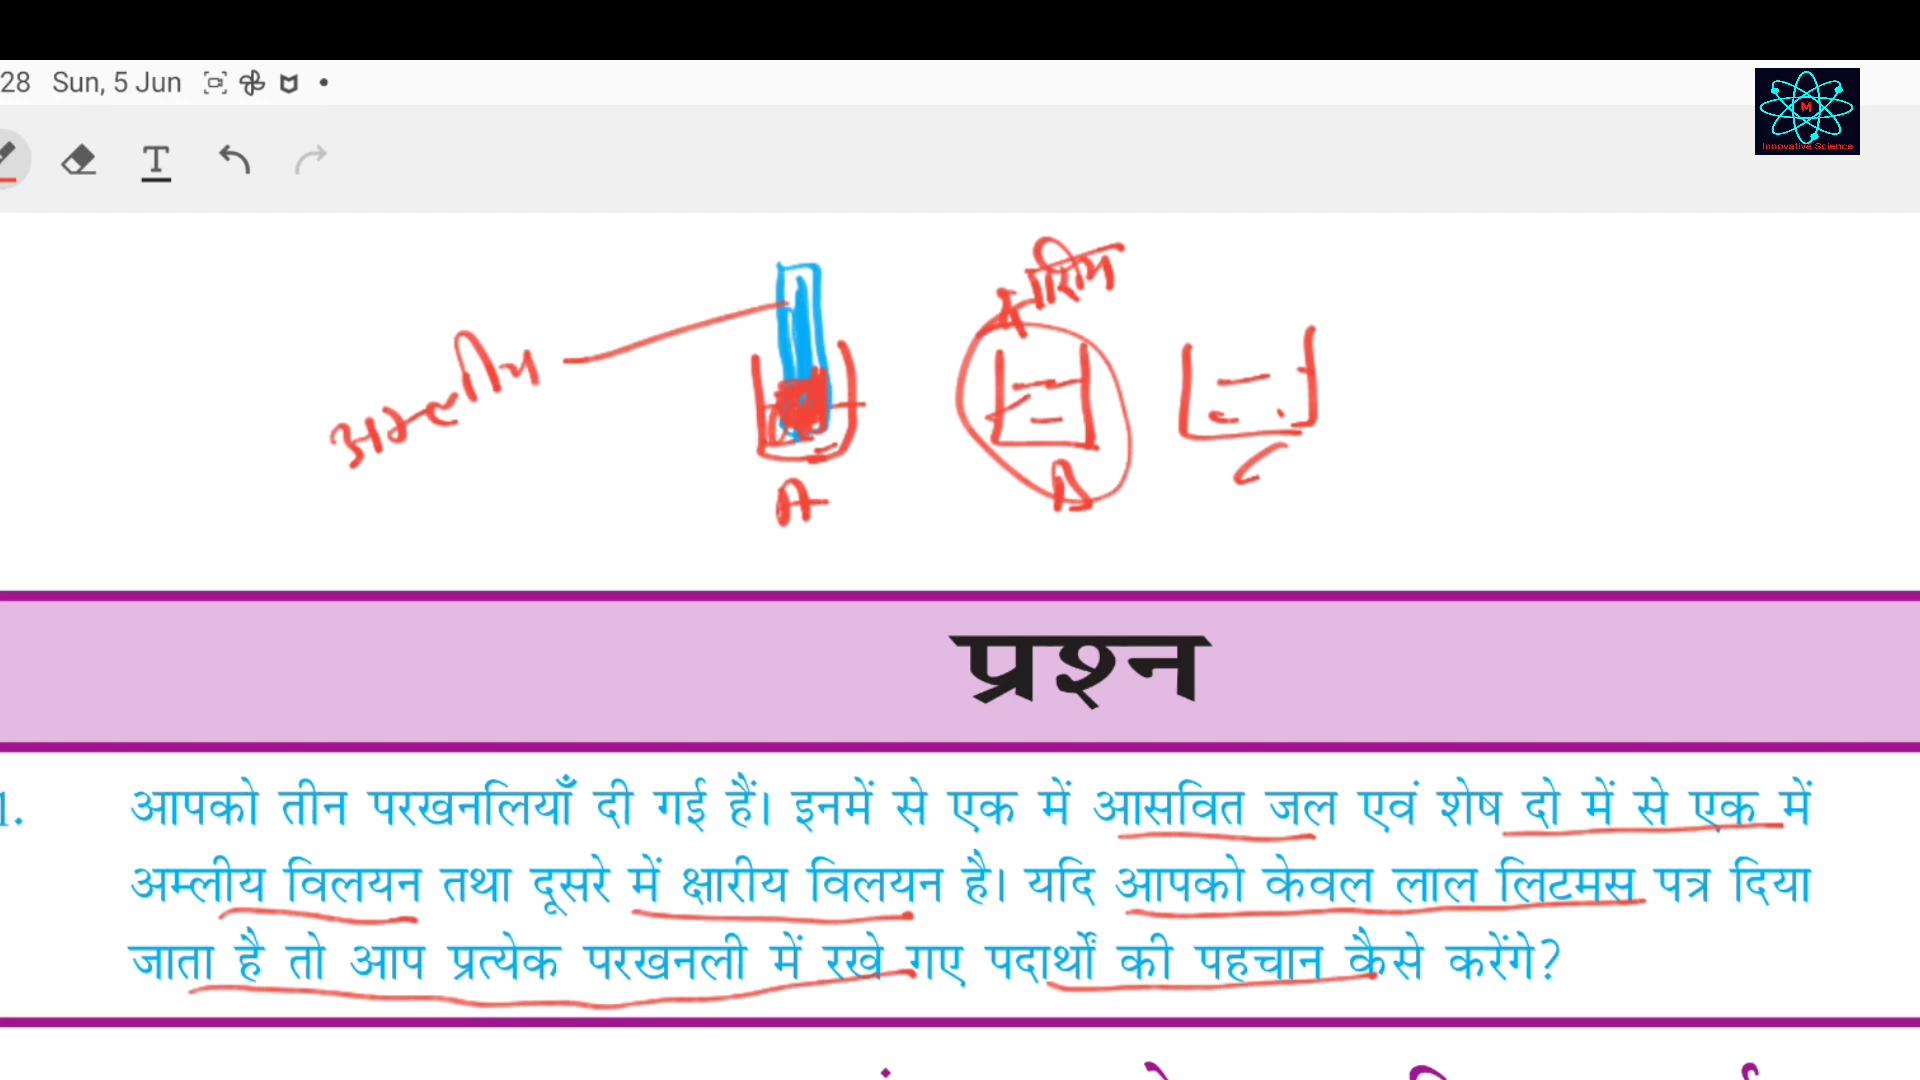 28 Sun, 5 Jun
M
Innovative Science
T
अम्लीय
A
B
C
प्रश्न
1. आपको तीन परखनलियाँ दी गई हैं। इनमें से एक में आसवित जल एवं शेष दो में से एक में
अम्लीय विलयन तथा दूसरे में क्षारीय विलयन है। यदि आपको केवल लाल लिटमस पत्र दिया
जाता है तो आप प्रत्येक परखनली में रखे गए पदार्थों की पहचान कैसे करेंगे?